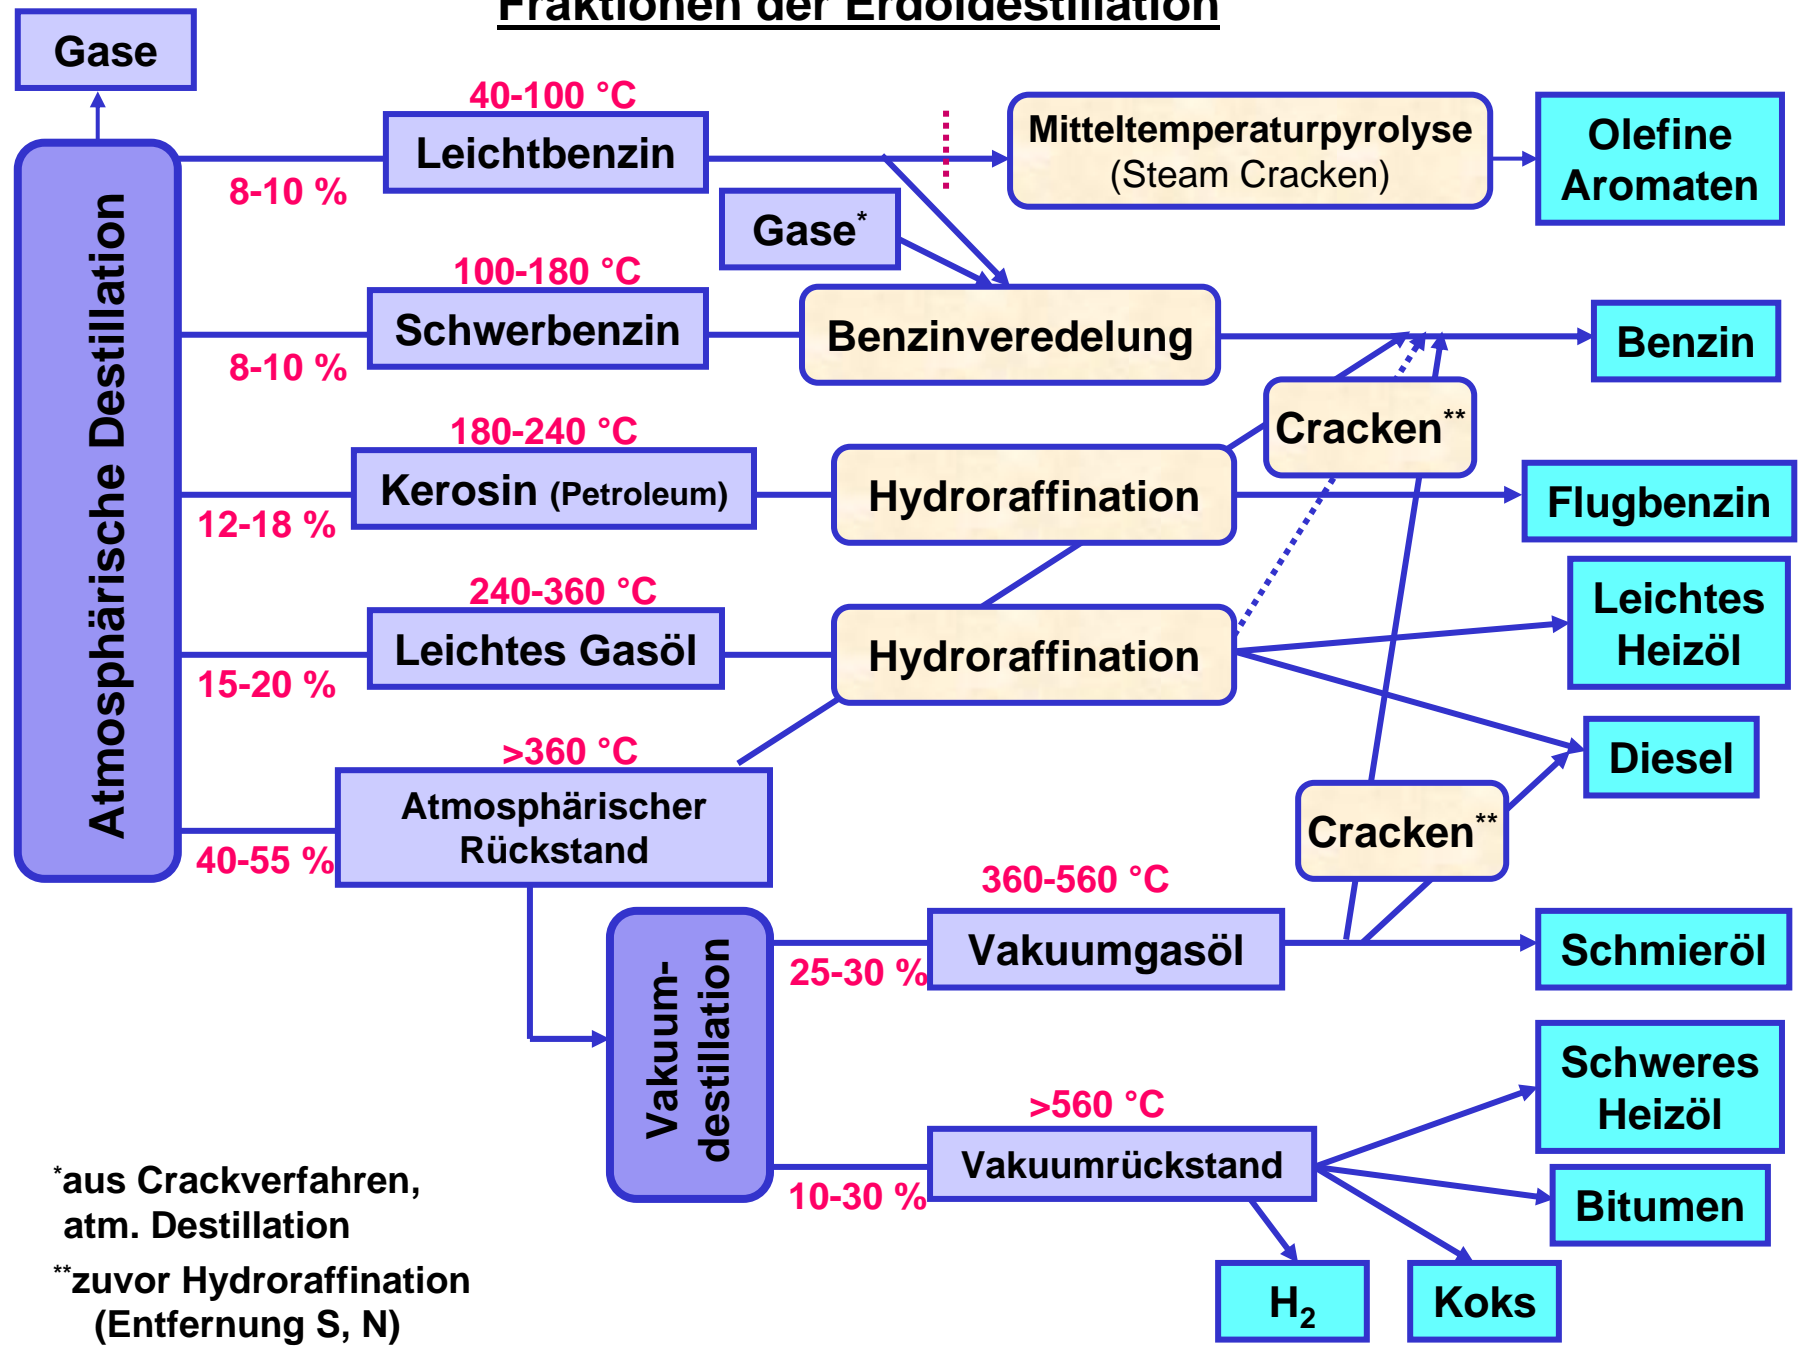 Fraktionen der Erdöldestillation
Gase
40-100 °C
Leichtbenzin
8-10 %
Mitteltemperaturpyrolyse
(Steam Cracken)
Olefine
Aromaten
Gase*
100-180 °C
Schwerbenzin
8-10 %
Benzinveredelung
Benzin
Atmosphärische Destillation
180-240 °C
Kerosin (Petroleum)
12-18 %
Hydroraffination
Cracken**
Flugbenzin
240-360 °C
Leichtes Gasöl
15-20 %
Hydroraffination
Leichtes
Heizöl
Diesel
>360 °C
Atmosphärischer
Rückstand
40-55 %
Cracken**
Vakuum-
destillation
360-560 °C
Vakuumgasöl
25-30 %
Schmieröl
>560 °C
Vakuumrückstand
10-30 %
Schweres
Heizöl
Bitumen
H₂
Koks
*aus Crackverfahren,
atm. Destillation
**zuvor Hydroraffination
(Entfernung S, N)